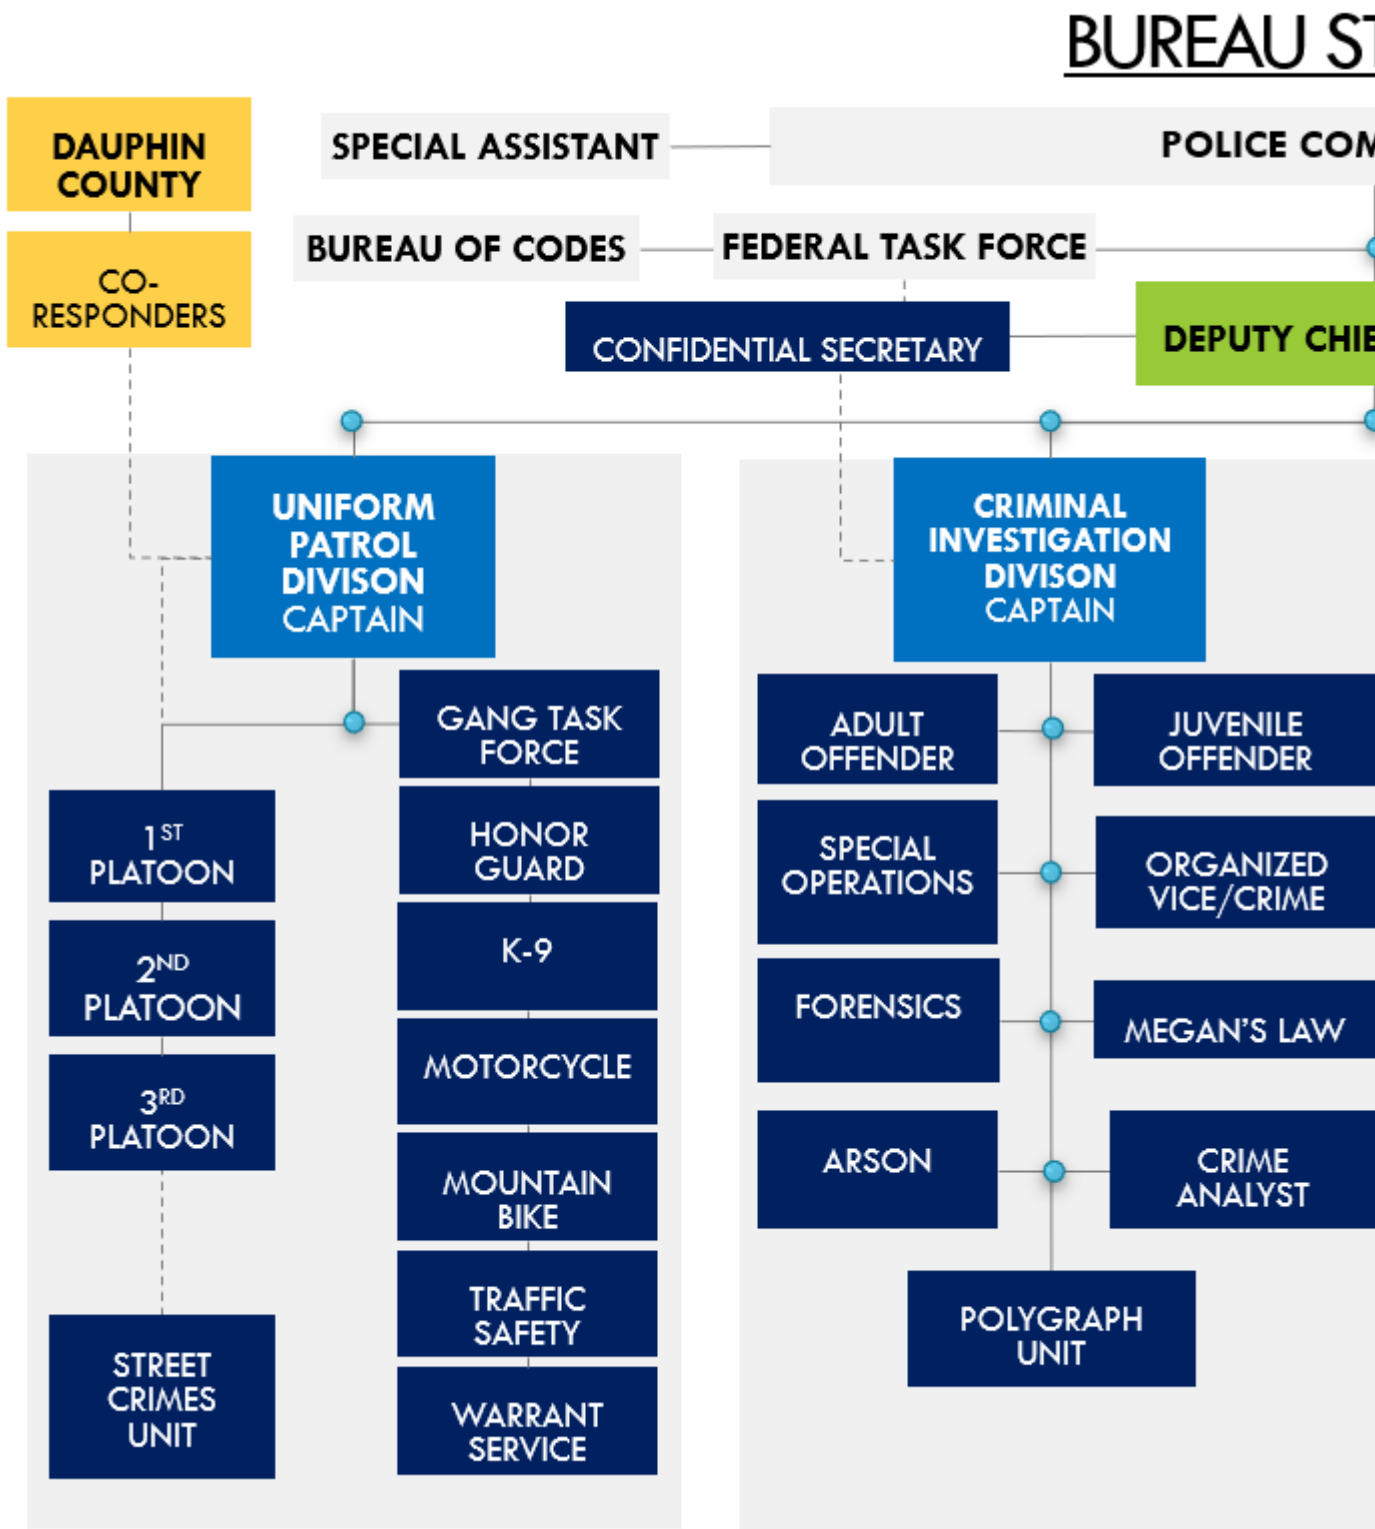 BUREAU ST
DAUPHIN
COUNTY
SPECIAL ASSISTANT
POLICE COM
BUREAU OF CODES
FEDERAL TASK FORCE
CO-
RESPONDERS
CONFIDENTIAL SECRETARY
DEPUTY CHIE
UNIFORM
PATROL
DIVISON
CAPTAIN
GANG TASK
FORCE
1ST
PLATOON
HONOR
GUARD
2ND
PLATOON
K-9
3RD
PLATOON
MOTORCYCLE
MOUNTAIN
BIKE
TRAFFIC
SAFETY
STREET
CRIMES
UNIT
WARRANT
SERVICE
CRIMINAL
INVESTIGATION
DIVISON
CAPTAIN
ADULT
OFFENDER
JUVENILE
OFFENDER
SPECIAL
OPERATIONS
ORGANIZED
VICE/CRIME
FORENSICS
MEGAN'S LAW
ARSON
CRIME
ANALYST
POLYGRAPH
UNIT